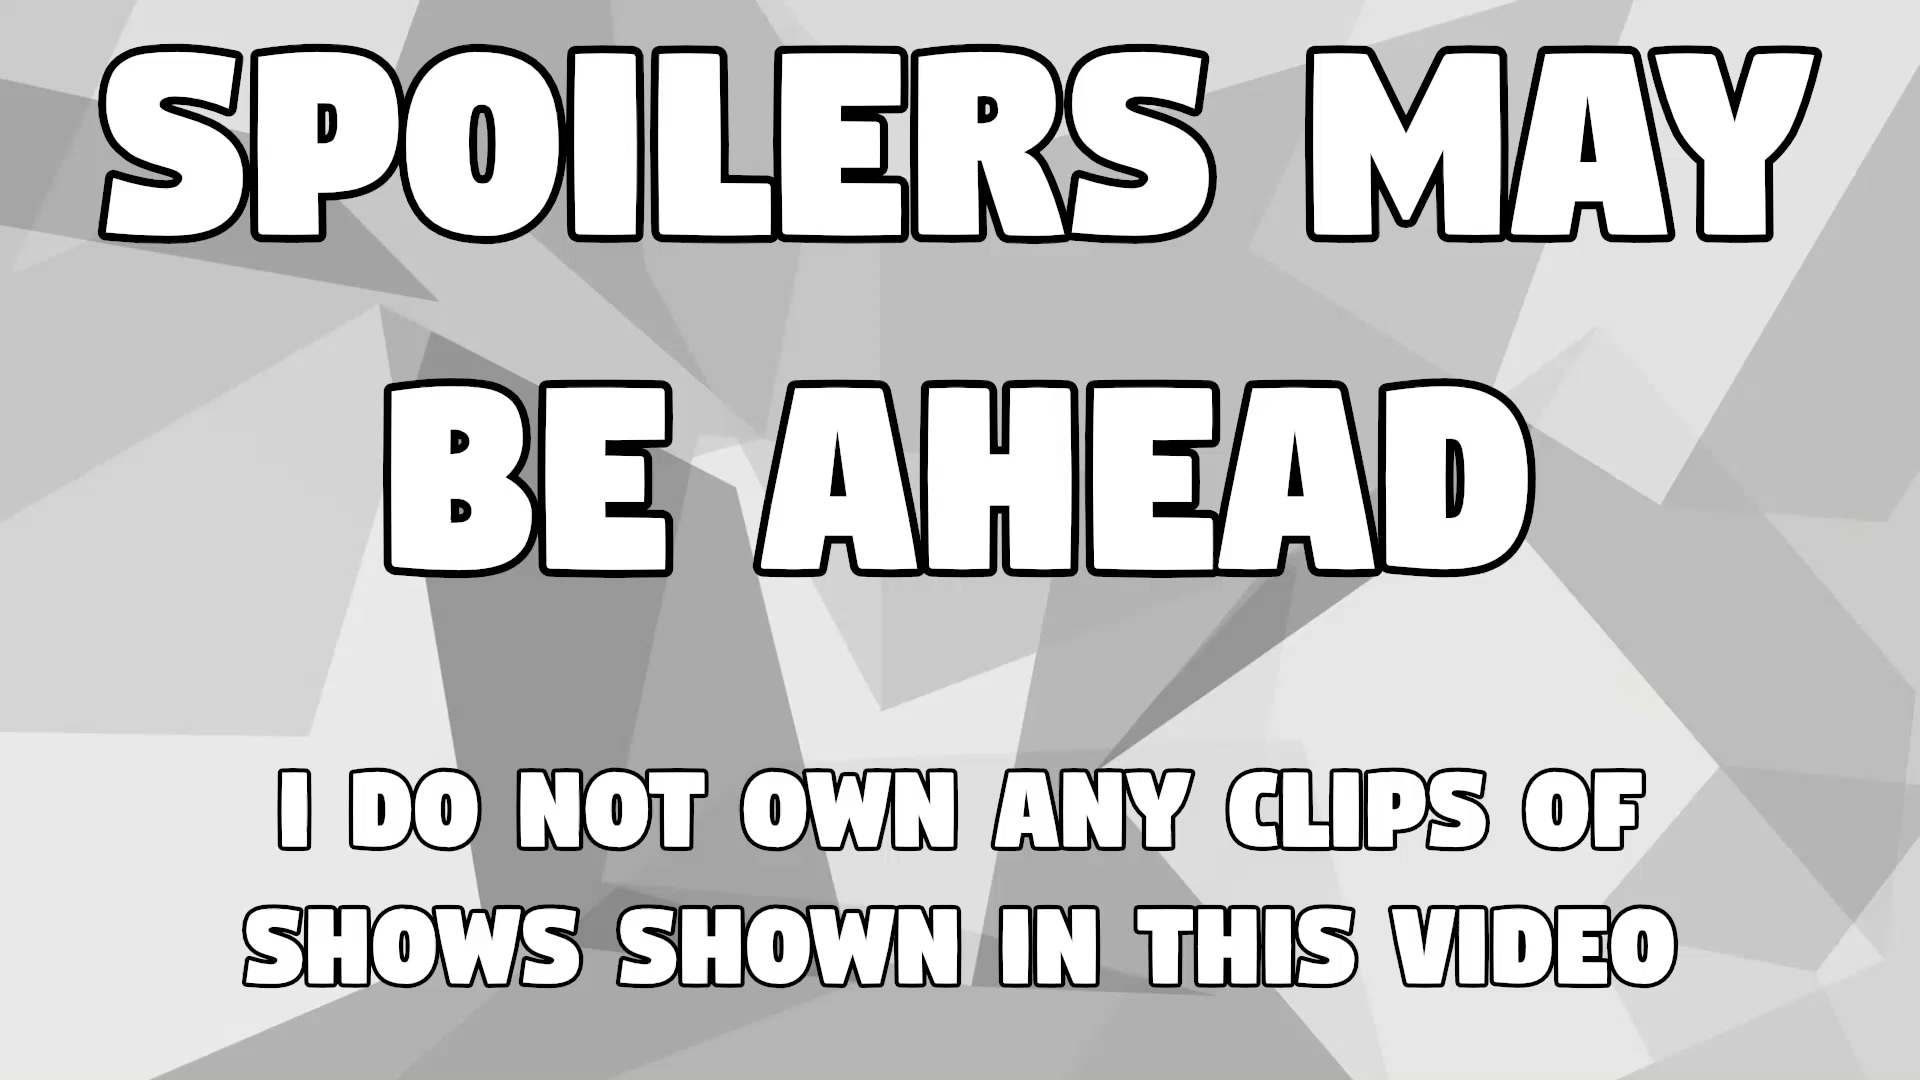 SPOILERS MAY
BE AHEAD
I DO NOT OWN ANY CLIPS OF
SHOWS SHOWN IN THIS VIDEO